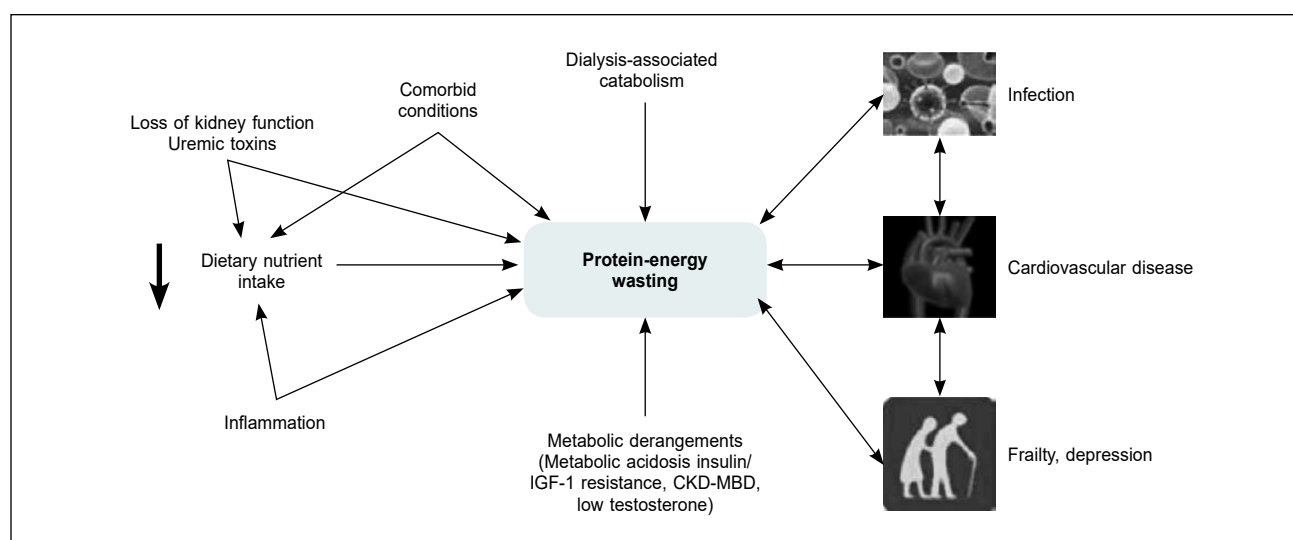 Dialysis-associated
catabolism
Comorbid
conditions
Infection
Loss of kidney function
Uremic toxins
Dietary nutrient
intake
Protein-energy
wasting
Cardiovascular disease
Inflammation
Metabolic derangements
(Metabolic acidosis insulin/
IGF-1 resistance, CKD-MBD,
low testosterone)
Frailty, depression